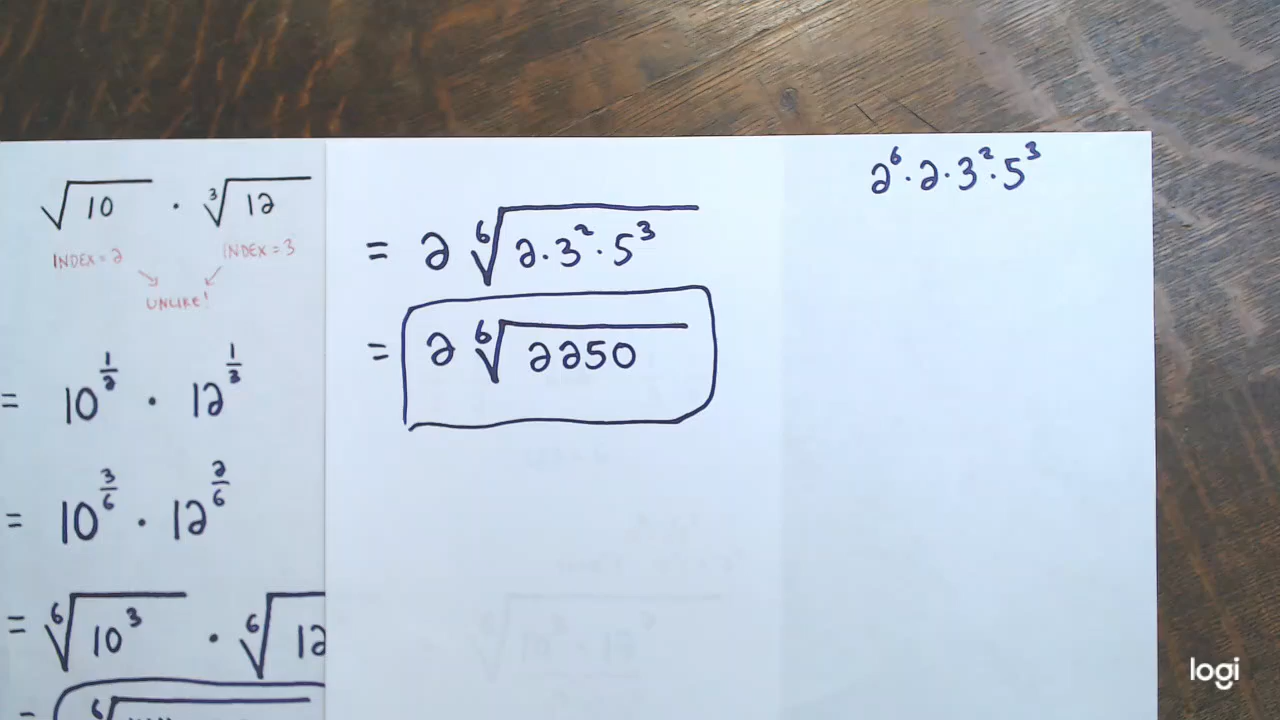 √10 · ∛12
INDEX = 2 INDEX = 3
UNLIKE!
= 10^(1/2) · 12^(1/3)
= 10^(3/6) · 12^(2/6)
= ⁶√(10³) · ⁶√12
= ⁶√
= 2 ⁶√(2·3²·5³)
= 2 ⁶√2250
2⁶·2·3²·5³
logi